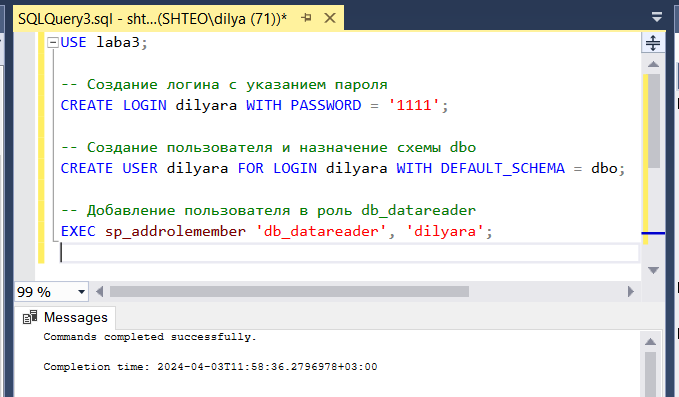 SQLQuery3.sql - sht...(SHTEO\dilya (71))*
USE laba3;
-- Создание логина с указанием пароля
CREATE LOGIN dilyara WITH PASSWORD = '1111';
-- Создание пользователя и назначение схемы dbo
CREATE USER dilyara FOR LOGIN dilyara WITH DEFAULT_SCHEMA = dbo;
-- Добавление пользователя в роль db_datareader
EXEC sp_addrolemember 'db_datareader', 'dilyara';
99 %
Messages
Commands completed successfully.
Completion time: 2024-04-03T11:58:36.2796978+03:00